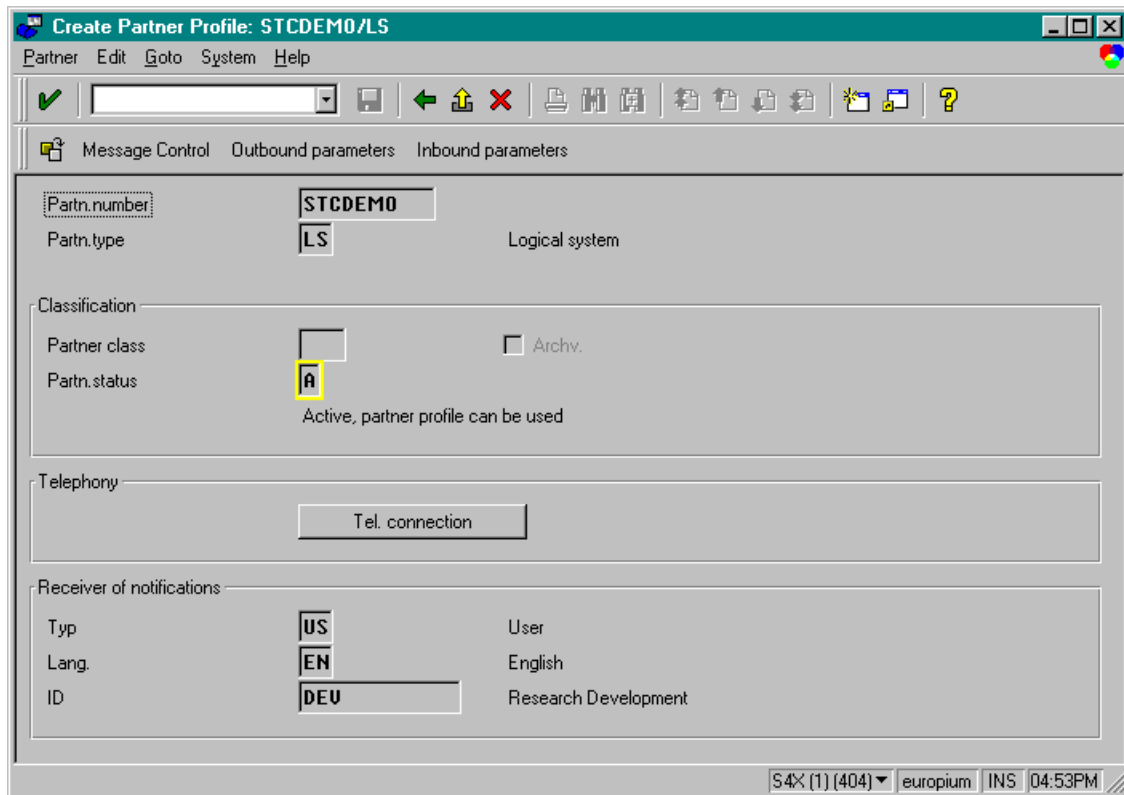 Create Partner Profile: STCDEMO/LS
Partner Edit Goto System Help
Message Control Outbound parameters Inbound parameters
Partn.number STCDEMO
Partn.type LS Logical system
Classification
Partner class Archv.
Partn.status A
Active, partner profile can be used
Telephony
Tel. connection
Receiver of notifications
Typ US User
Lang. EN English
ID DEV Research Development
S4X (1) (404) europium INS 04:53PM